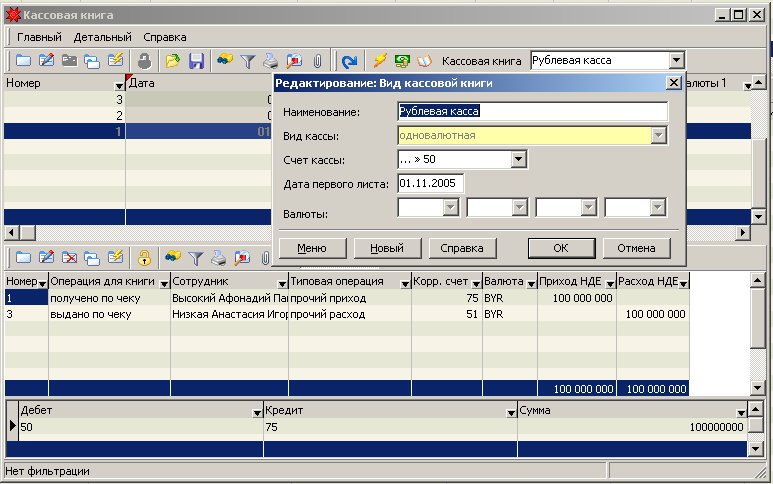 Кассовая книга
Главный Детальный Справка
Кассовая книга Рублевая касса
Номер Дата алюты 1
3 0
2 0
1 01
Редактирование: Вид кассовой книги
Наименование: Рублевая касса
Вид кассы: одновалютная
Счет кассы: ... » 50
Дата первого листа: 01.11.2005
Валюты:
Меню Новый Справка OK Отмена
Номер Операция для книги Сотрудник Типовая операция Корр. счет Валюта Приход НДЕ Расход НДЕ
1 получено по чеку Высокий Афонадий Па прочий приход 75 BYR 100 000 000
3 выдано по чеку Низкая Анастасия Игор прочий расход 51 BYR 100 000 000
100 000 000 100 000 000
Дебет Кредит Сумма
50 75 100000000
Нет фильтрации